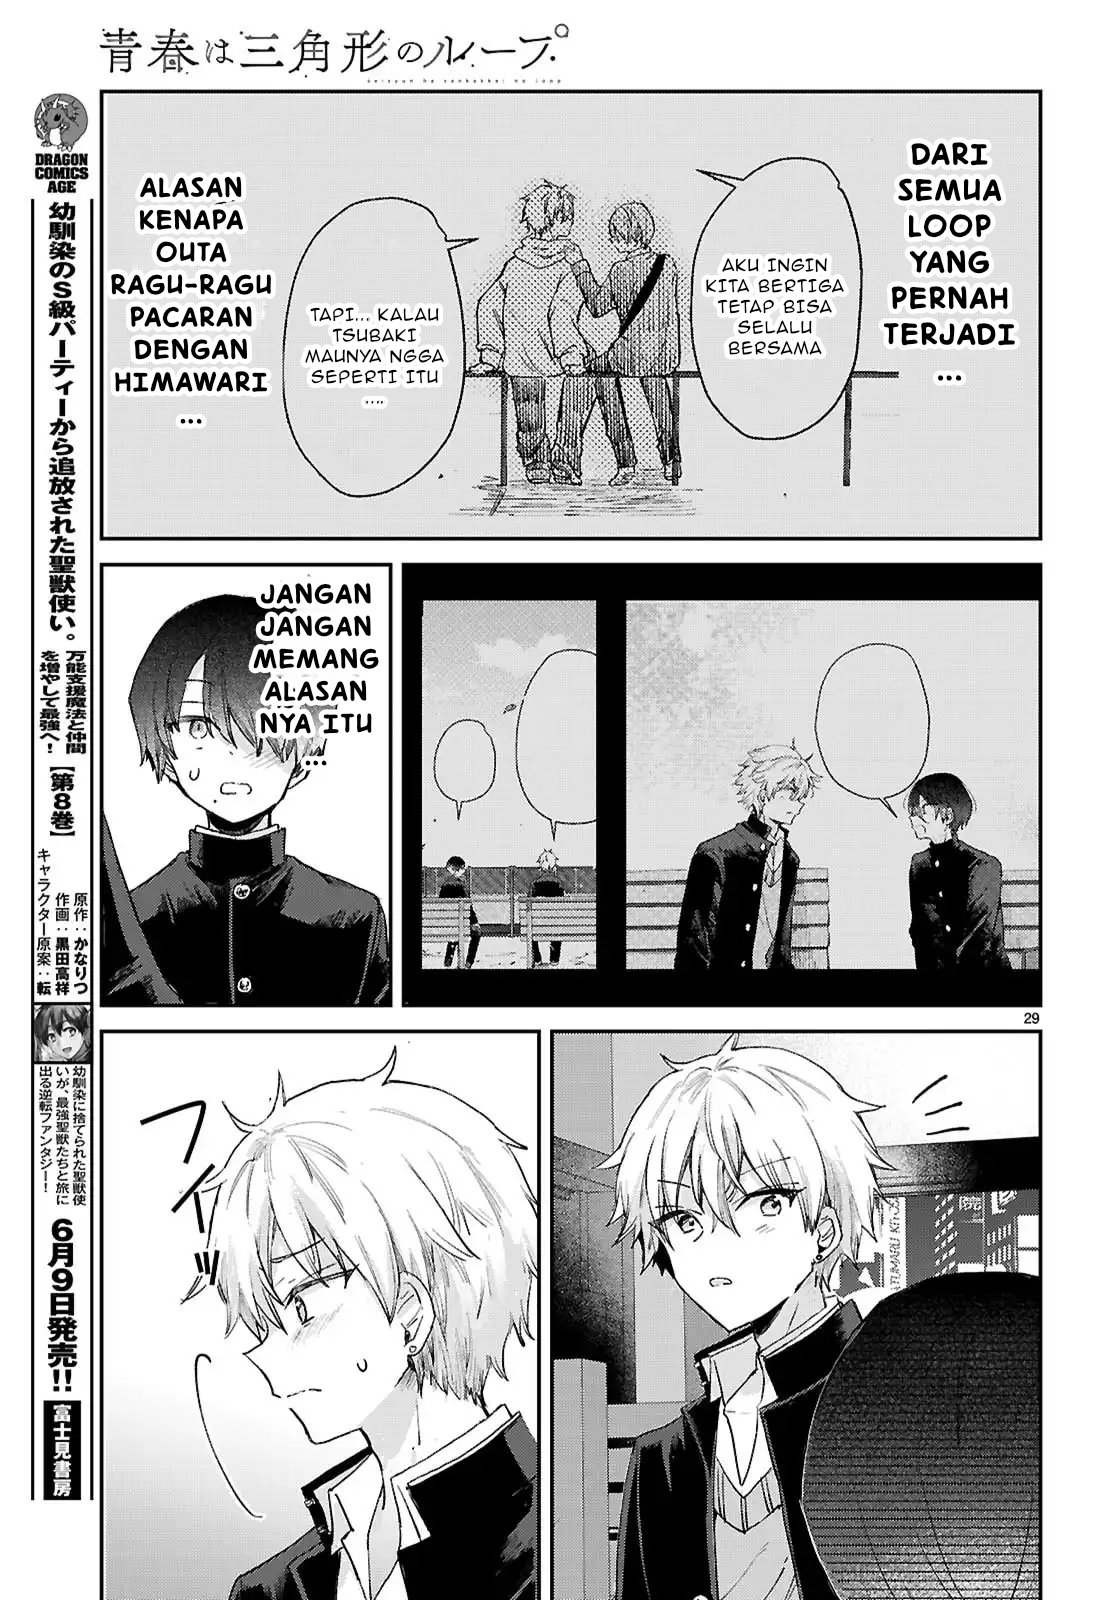 青春は三角形のループ。
seisyun ha sankakkei no loop
DARI
SEMUA
LOOP
YANG
PERNAH
TERJADI
...
AKU INGIN
KITA BERTIGA
TETAP BISA
SELALU
BERSAMA
TAPI... KALAU
TSUBAKI
MAUNYA NGGA
SEPERTI ITU
....
ALASAN
KENAPA
OUTA
RAGU-RAGU
PACARAN
DENGAN
HIMAWARI
...
JANGAN
JANGAN
MEMANG
ALASAN
NYA ITU
...
29
DRAGON
COMICS
AGE
幼馴染のS級パーティーから追放された聖獣使い。
万能支援魔法と仲間
を増やして最強へ!
【第8巻】
原作:かなりつ
作画:黒田高祥
キャラクター原案:転
幼馴染に捨てられた聖獣使
いが、最強聖獣たちと旅に
出る逆転ファンタジー!
6月9日発売!!
富士見書房